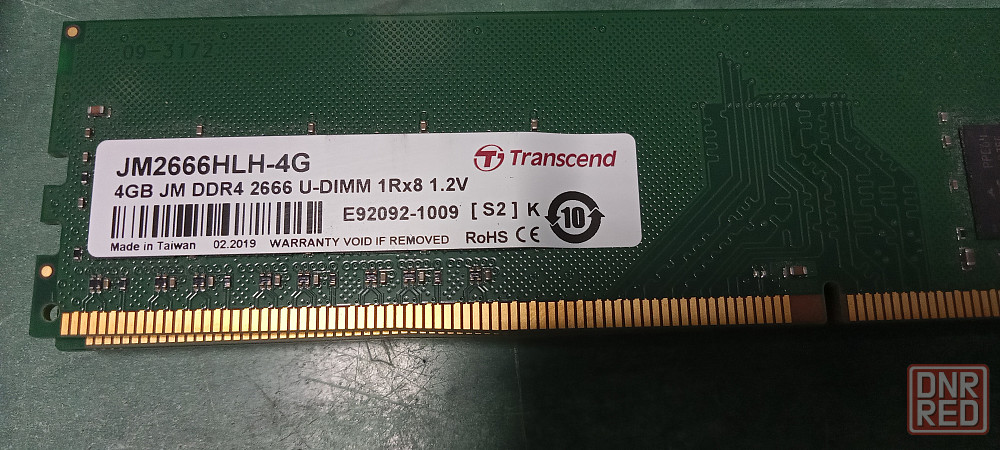 09-3172
JM2666HLH-4G
Transcend
4GB JM DDR4 2666 U-DIMM 1Rx8 1.2V
E92092-1009 [ S2 ] K
10
Made in Taiwan 02.2019 WARRANTY VOID IF REMOVED RoHS CE
DNR
RED